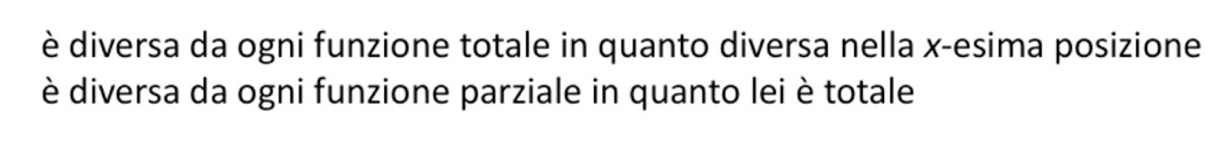 è diversa da ogni funzione totale in quanto diversa nella x-esima posizione
è diversa da ogni funzione parziale in quanto lei è totale